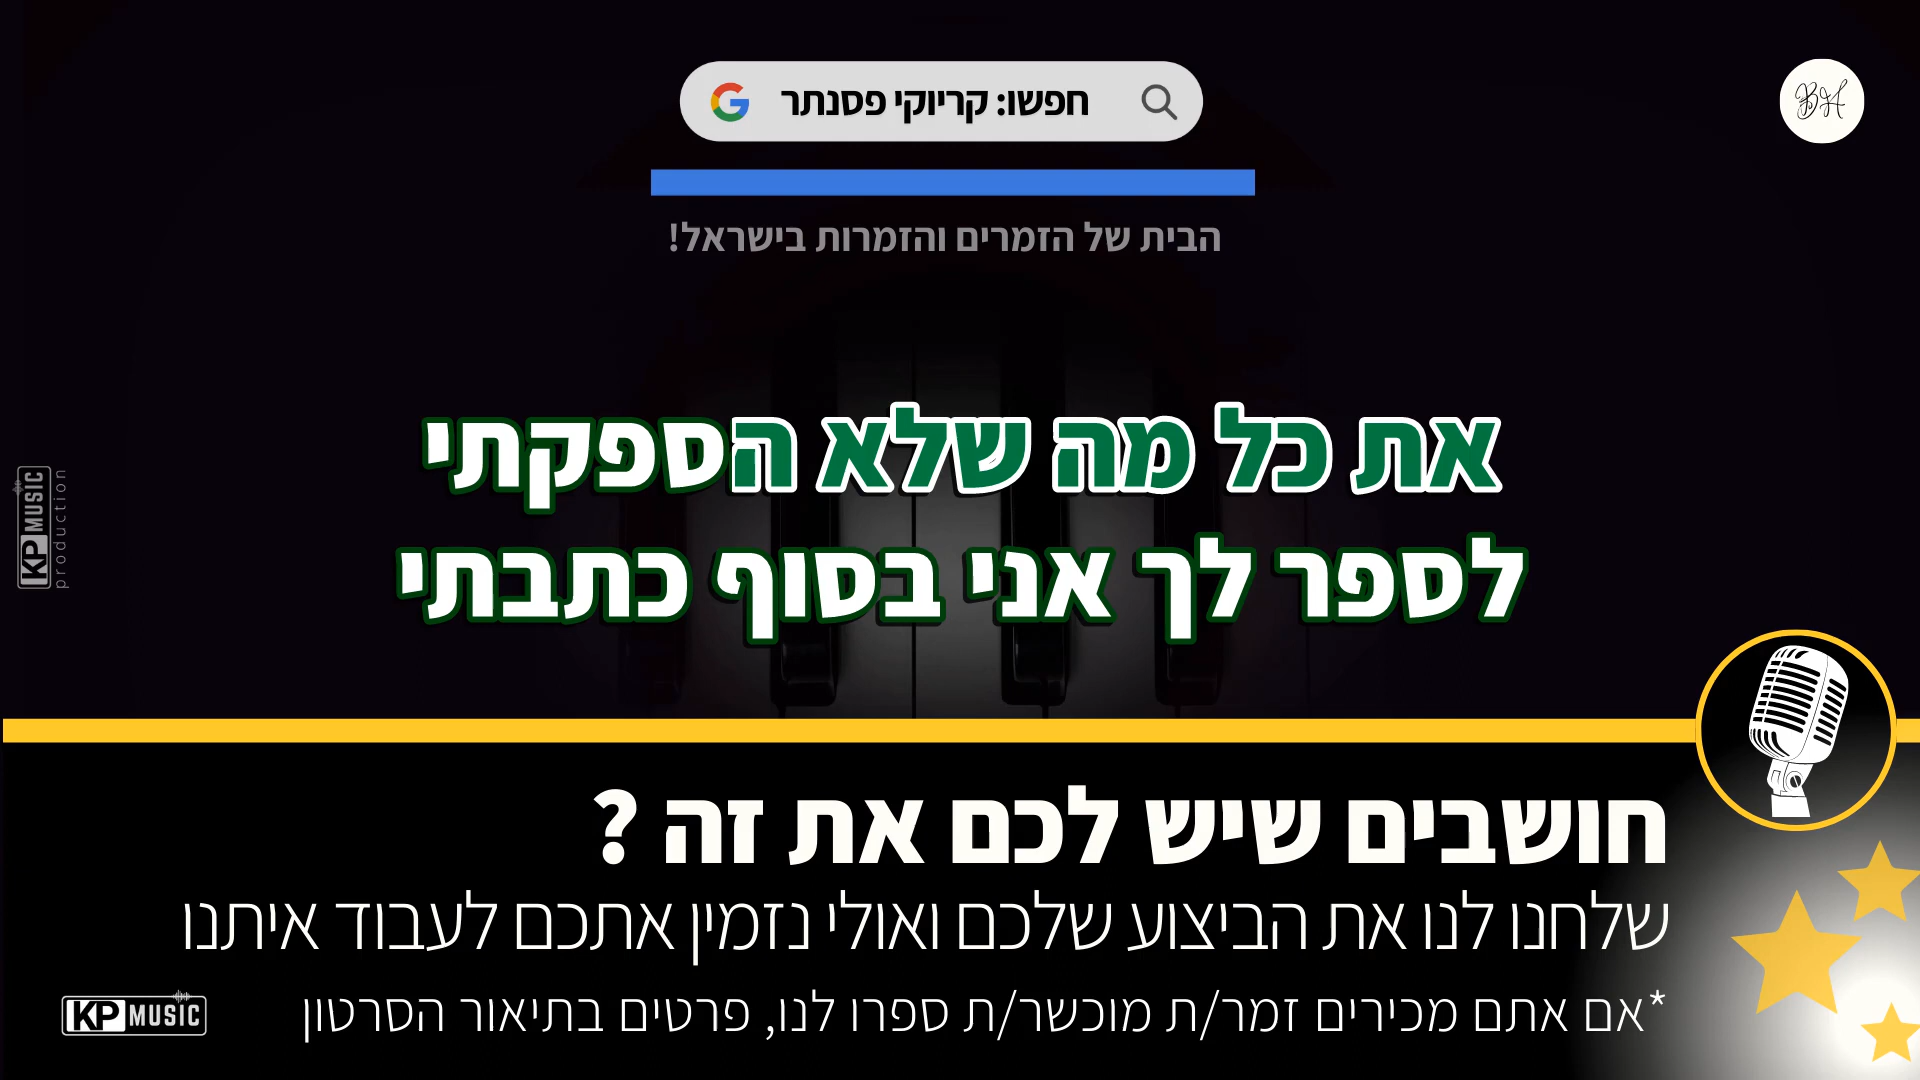 חפשו: קריוקי פסנתר
BH
הבית של הזמרים והזמרות בישראל!
את כל מה שלא הספקתי
לספר לך אני בסוף כתבתי
KP MUSIC
production
חושבים שיש לכם את זה ?
שלחנו לנו את הביצוע שלכם ואולי נזמין אתכם לעבוד איתנו
*אם אתם מכירים זמר/ת מוכשר/ת ספרו לנו, פרטים בתיאור הסרטון
KP MUSIC